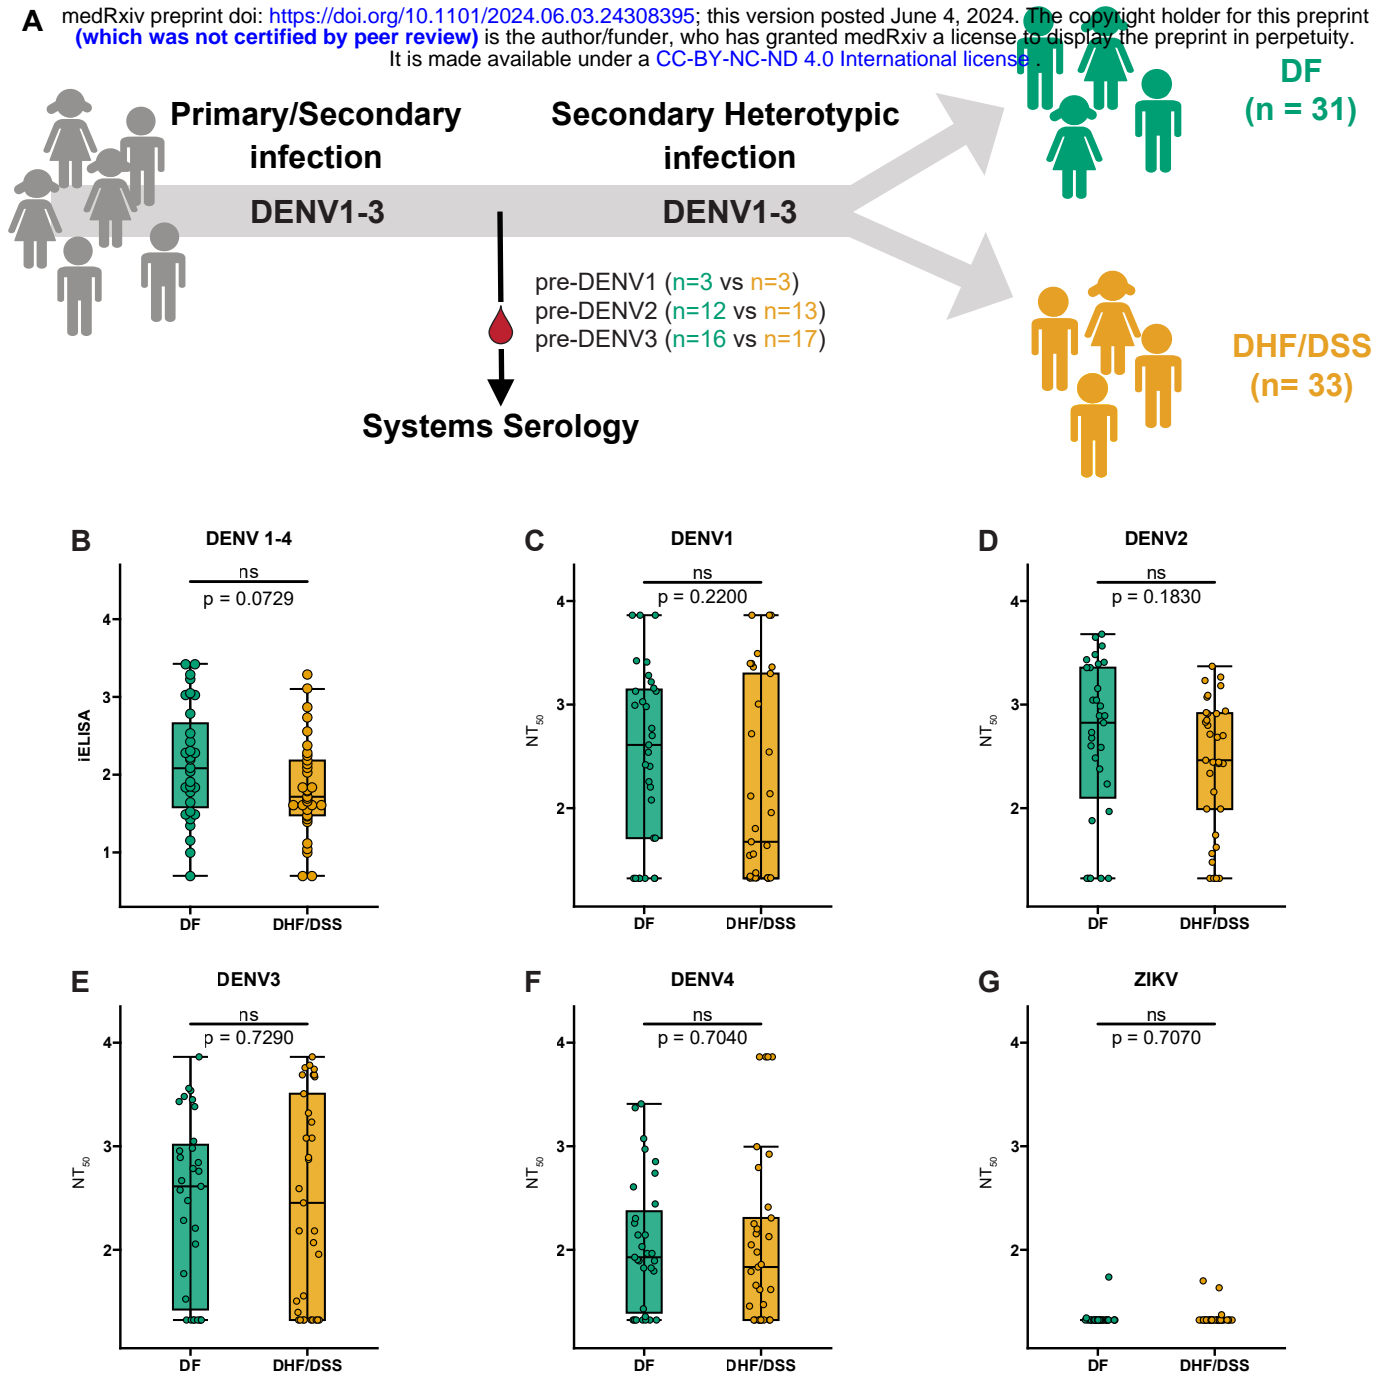 A
medRxiv preprint doi: https://doi.org/10.1101/2024.06.03.24308395; this version posted June 4, 2024. The copyright holder for this preprint
(which was not certified by peer review) is the author/funder, who has granted medRxiv a license to display the preprint in perpetuity.
It is made available under a CC-BY-NC-ND 4.0 International license .
DF
(n = 31)
Primary/Secondary
infection
Secondary Heterotypic
infection
DENV1-3
DENV1-3
pre-DENV1 (n=3 vs n=3)
pre-DENV2 (n=12 vs n=13)
pre-DENV3 (n=16 vs n=17)
DHF/DSS
(n= 33)
Systems Serology
B
DENV 1-4
ns
p = 0.0729
4
3
2
1
iELISA
DF
DHF/DSS
C
DENV1
ns
p = 0.2200
4
3
2
NT50
DF
DHF/DSS
D
DENV2
ns
p = 0.1830
4
3
2
NT50
DF
DHF/DSS
E
DENV3
ns
p = 0.7290
4
3
2
NT50
DF
DHF/DSS
F
DENV4
ns
p = 0.7040
4
3
2
NT50
DF
DHF/DSS
G
ZIKV
ns
p = 0.7070
4
3
2
NT50
DF
DHF/DSS